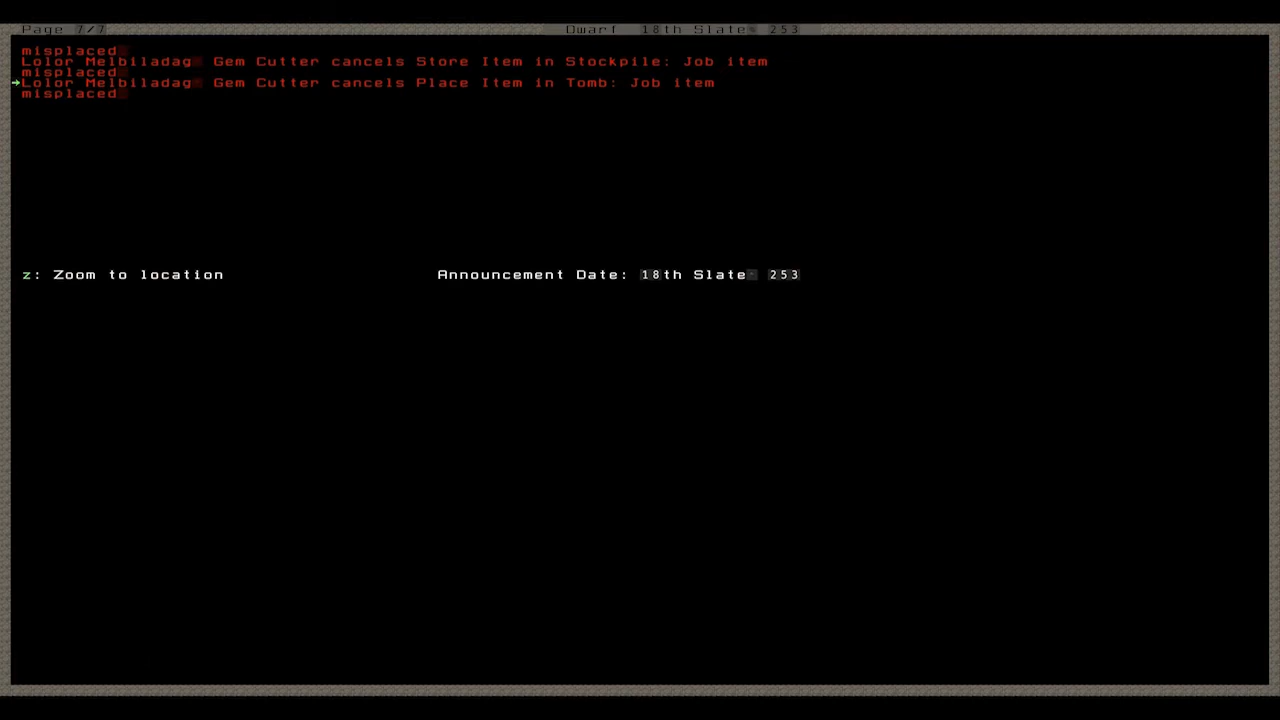 Page 7/7 Dwarf 18th Slate 253
misplaced
Lolor Melbiladag Gem Cutter cancels Store Item in Stockpile: Job item
misplaced
Lolor Melbiladag Gem Cutter cancels Place Item in Tomb: Job item
misplaced
z: Zoom to location Announcement Date: 18th Slate 253